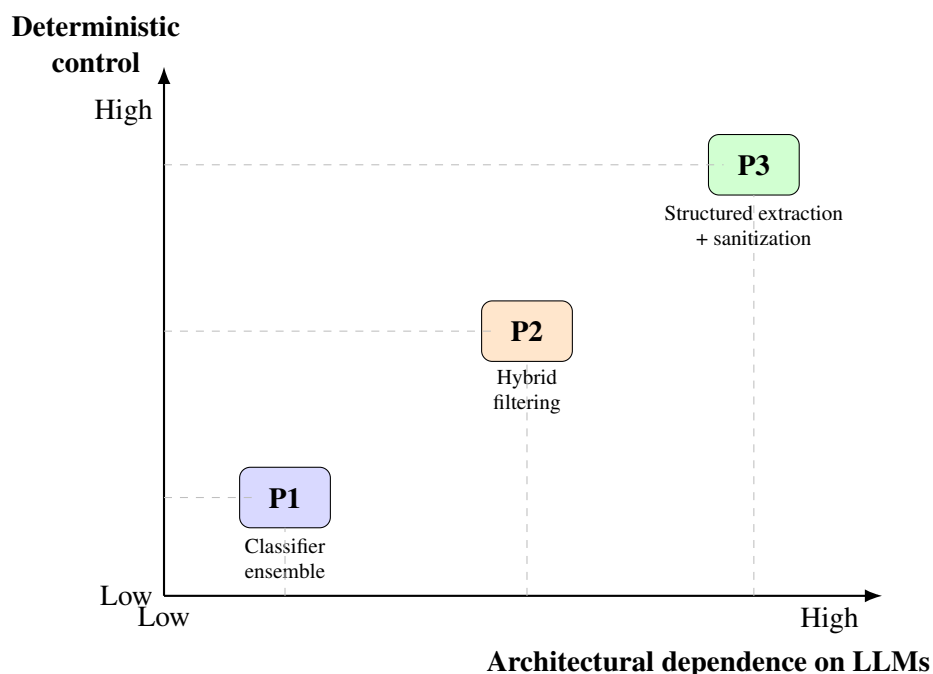 Deterministic
control
High
P3
Structured extraction
+ sanitization
P2
Hybrid
filtering
P1
Classifier
ensemble
Low
Low
High
Architectural dependence on LLMs